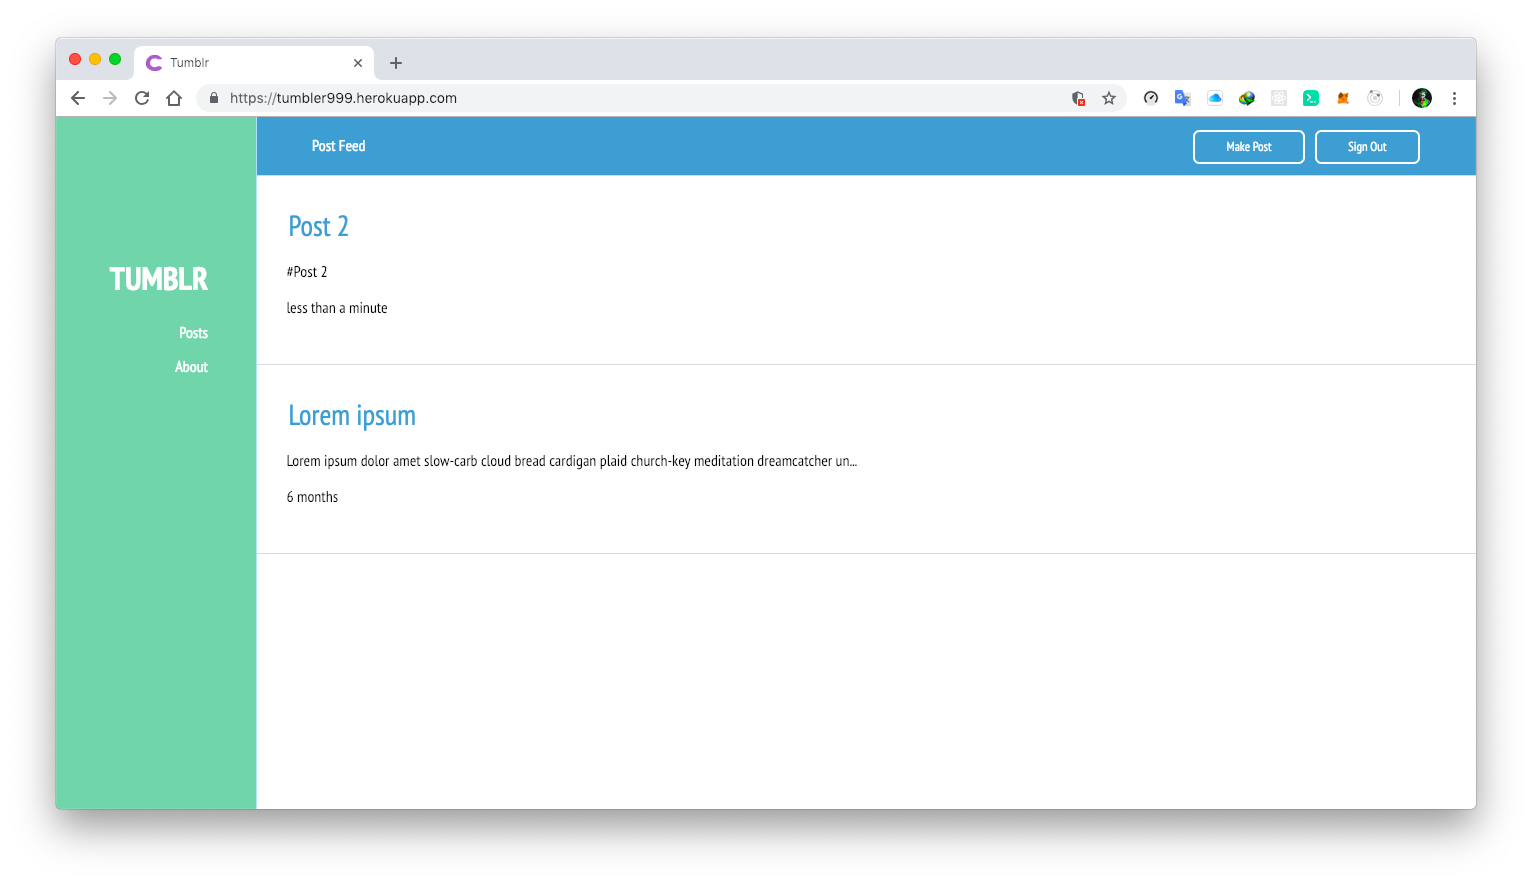 Tumblr
https://tumbler999.herokuapp.com
Post Feed
Make Post
Sign Out
TUMBLR
Posts
About
Post 2
#Post 2
less than a minute
Lorem ipsum
Lorem ipsum dolor amet slow-carb cloud bread cardigan plaid church-key meditation dreamcatcher un...
6 months